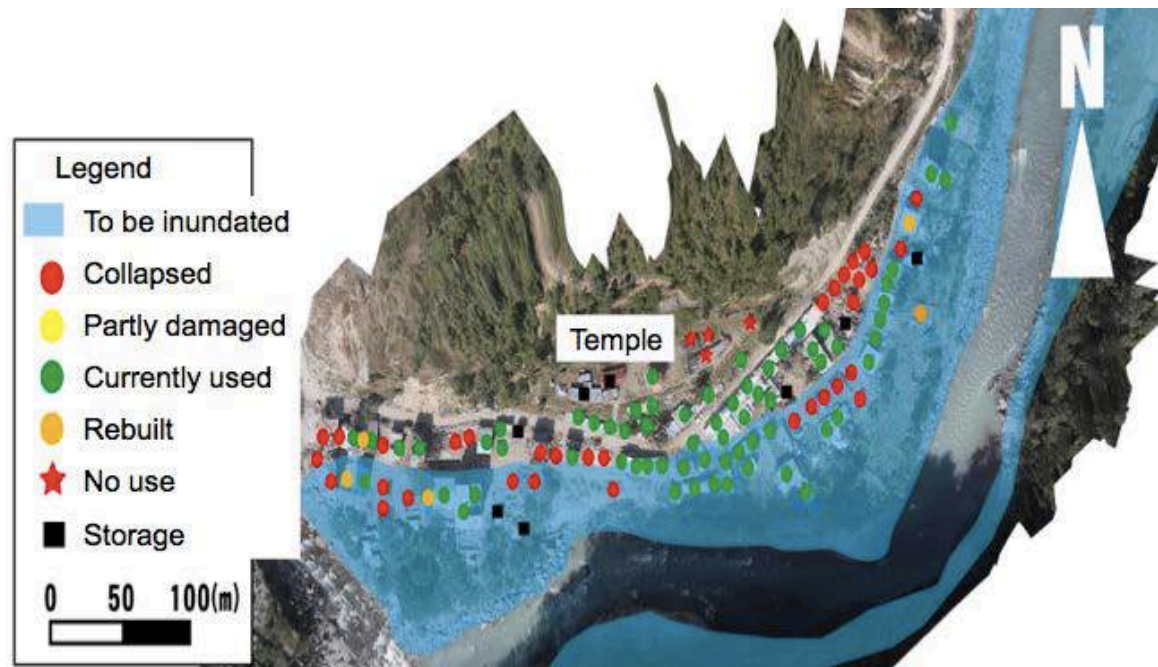 Legend
To be inundated
Collapsed
Partly damaged
Currently used
Rebuilt
No use
Storage
0 50 100(m)
Temple
N